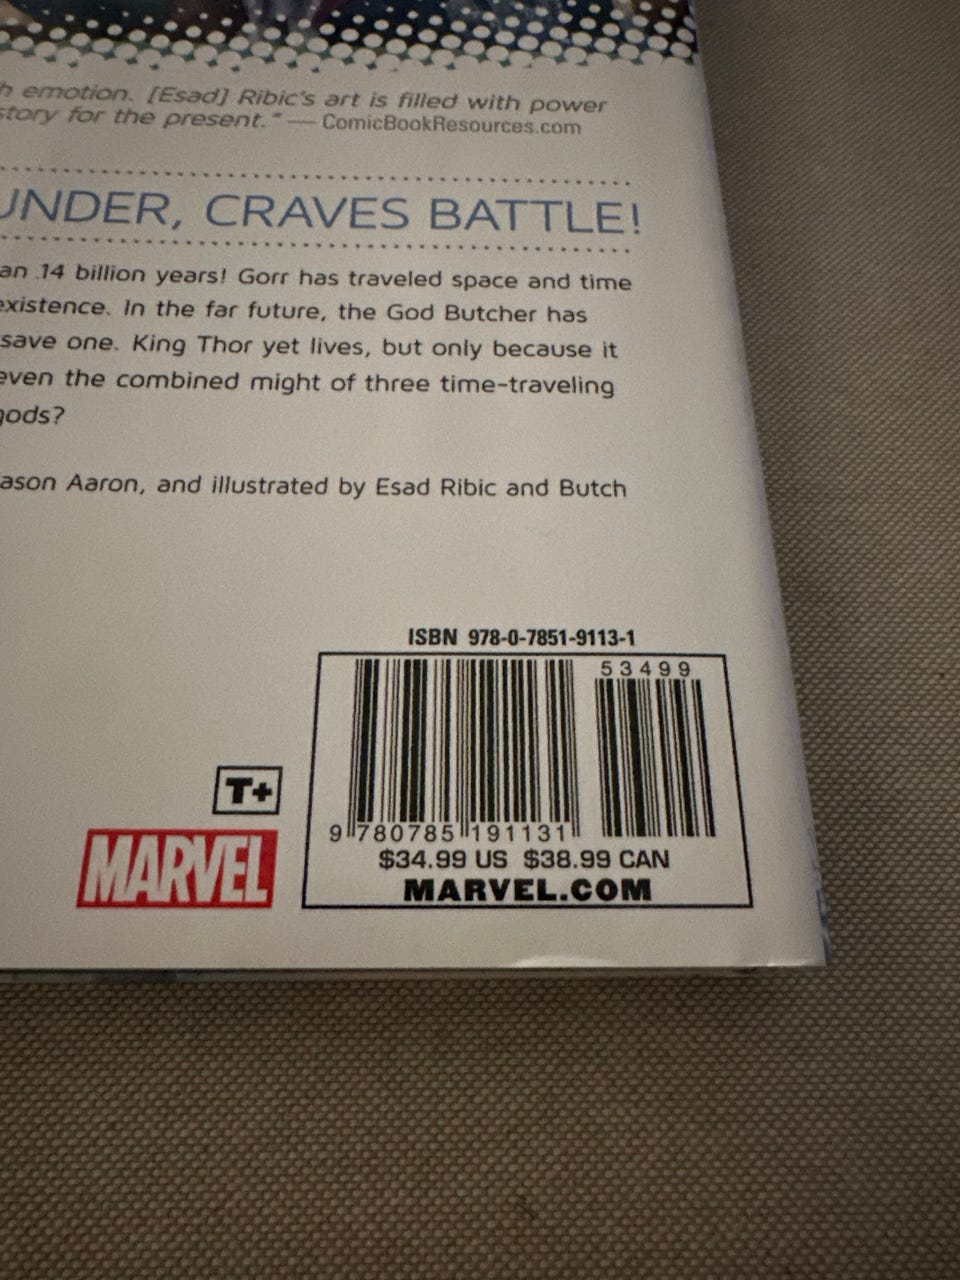 h emotion. [Esad] Ribic's art is filled with power
story for the present." — ComicBookResources.com
UNDER, CRAVES BATTLE!
an 14 billion years! Gorr has traveled space and time
existence. In the far future, the God Butcher has
save one. King Thor yet lives, but only because it
even the combined might of three time-traveling
gods?
ason Aaron, and illustrated by Esad Ribic and Butch
ISBN 978-0-7851-9113-1
53499
9 780785 191131
$34.99 US $38.99 CAN
MARVEL.COM
T+
MARVEL